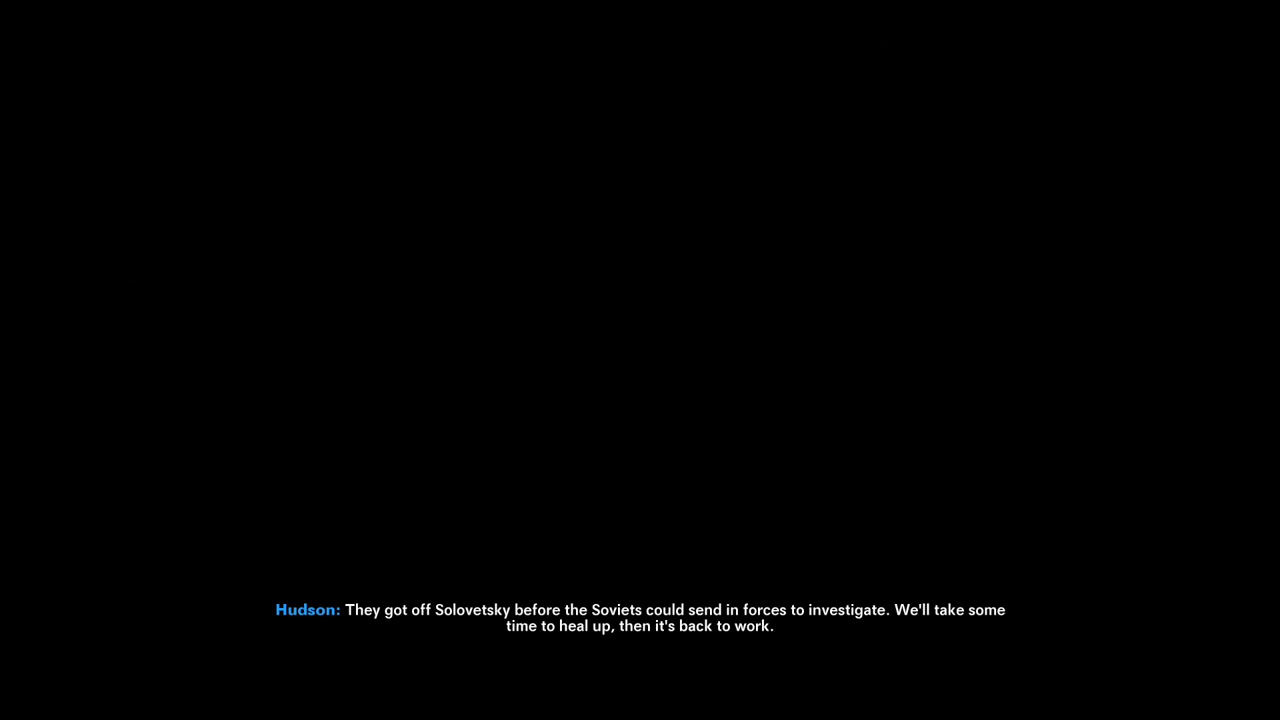 Hudson: They got off Solovetsky before the Soviets could send in forces to investigate. We'll take some
time to heal up, then it's back to work.